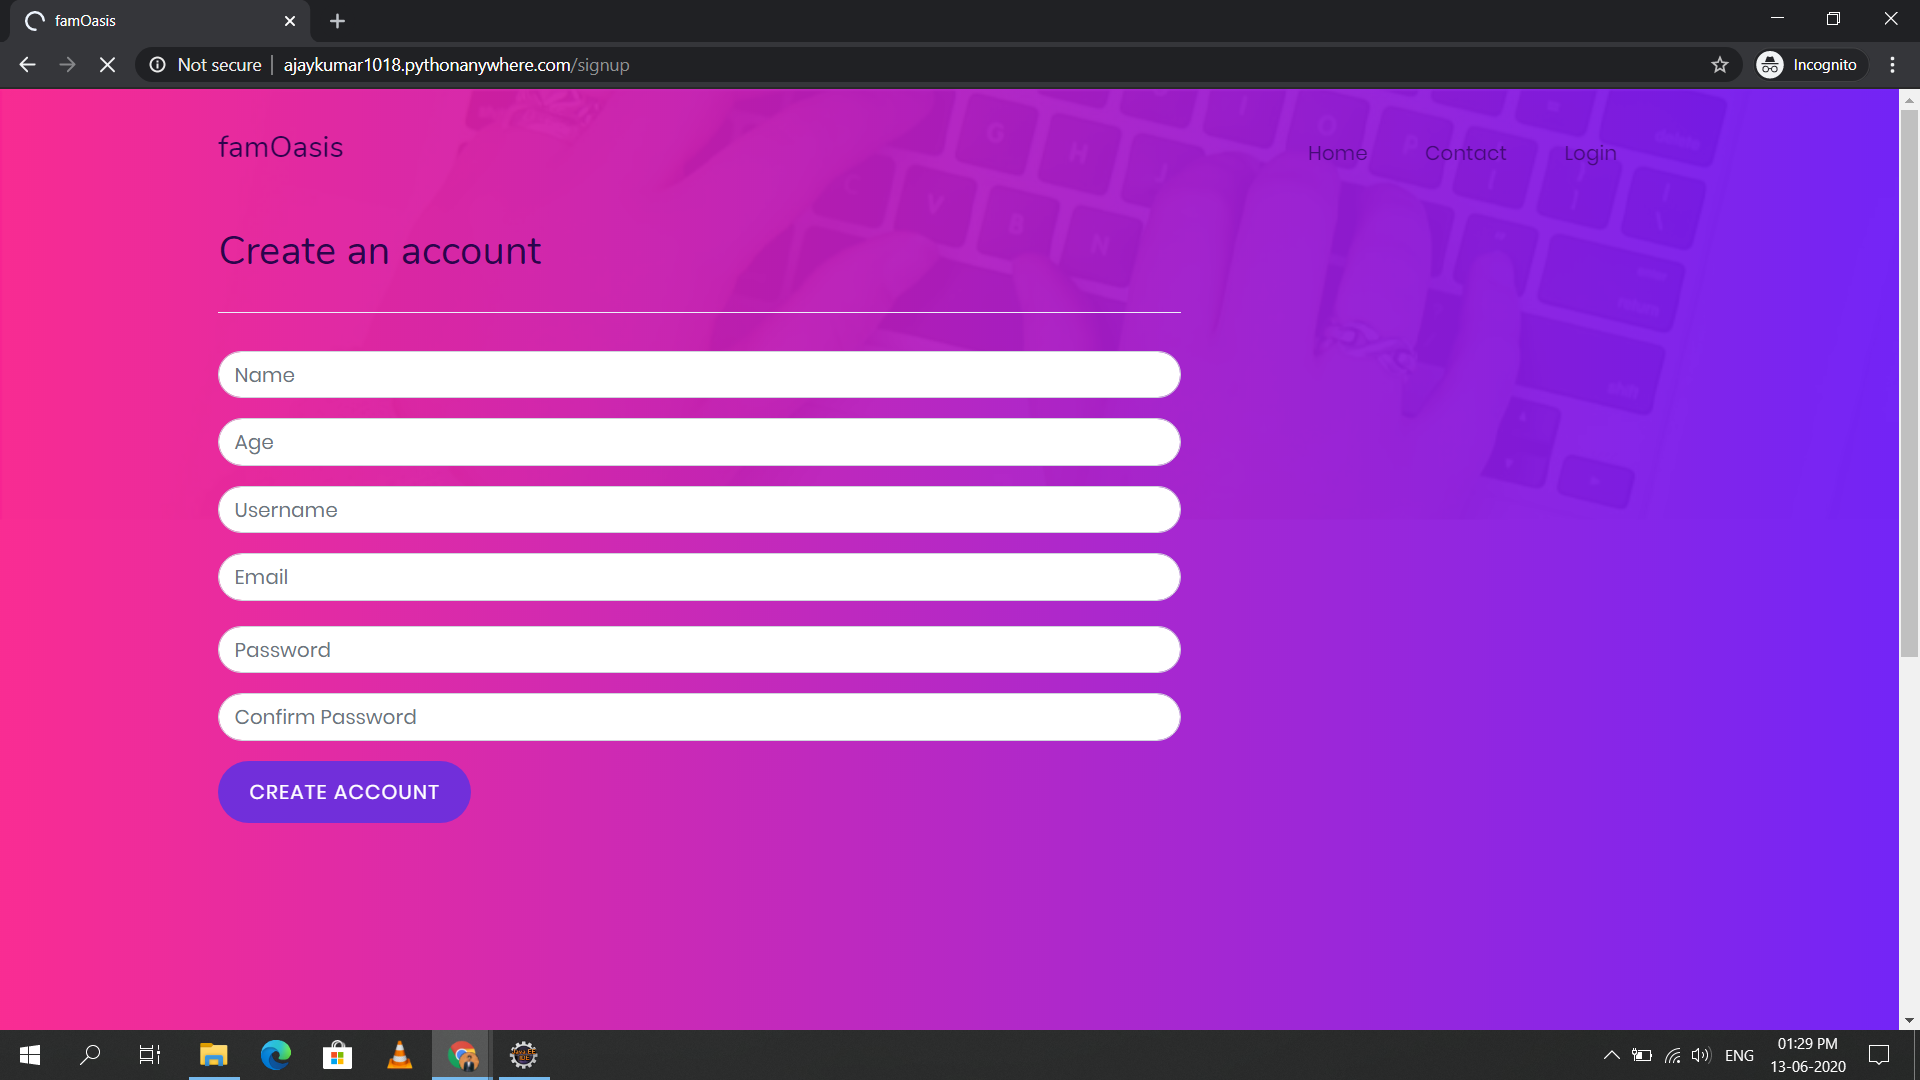 famOasis
Not secure
ajaykumar1018.pythonanywhere.com/signup
Incognito
famOasis
Home
Contact
Login
Create an account
Name
Age
Username
Email
Password
Confirm Password
CREATE ACCOUNT
ENG
01:29 PM
13-06-2020